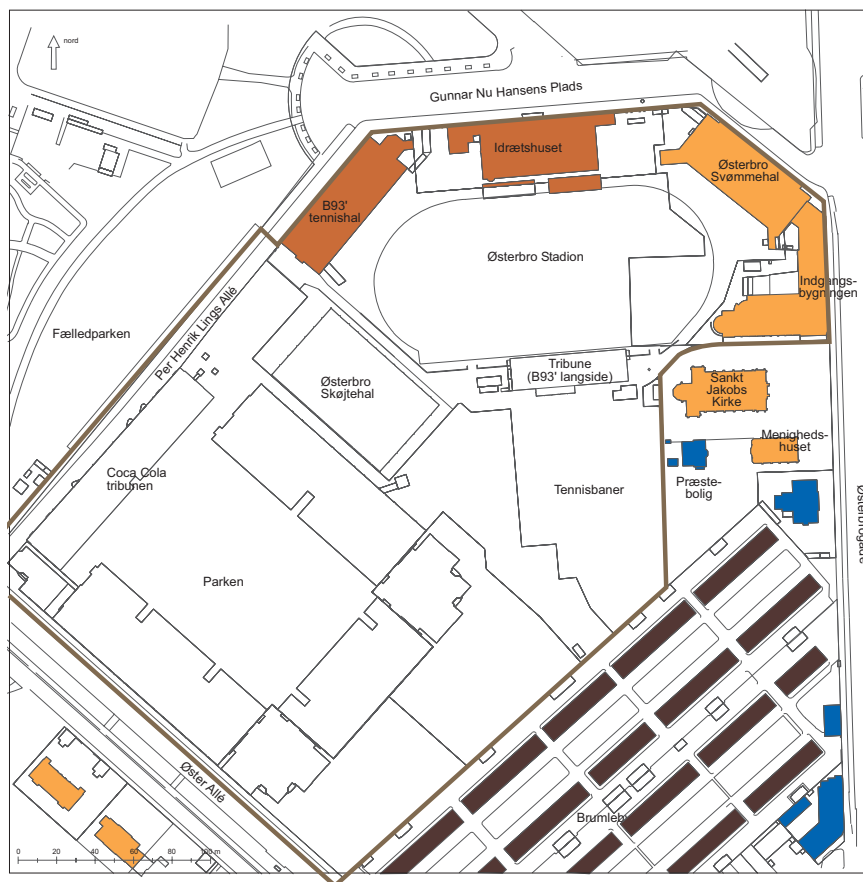 nord
Gunnar Nu Hansens Plads
Idrætshuset
Østerbro
Svømmehal
B93'
tennishal
Østerbro Stadion
Indgangs-
bygningen
Fælledparken
Per Henrik Lings Allé
Østerbro
Skøjtehal
Tribune
(B93' langside)
Sankt
Jakobs
Kirke
Menigheds-
huset
Coca Cola
tribunen
Tennisbaner
Præste-
bolig
Østerbrogade
Parken
Øster Allé
Brumleby
0 20 40 60 80 100 m